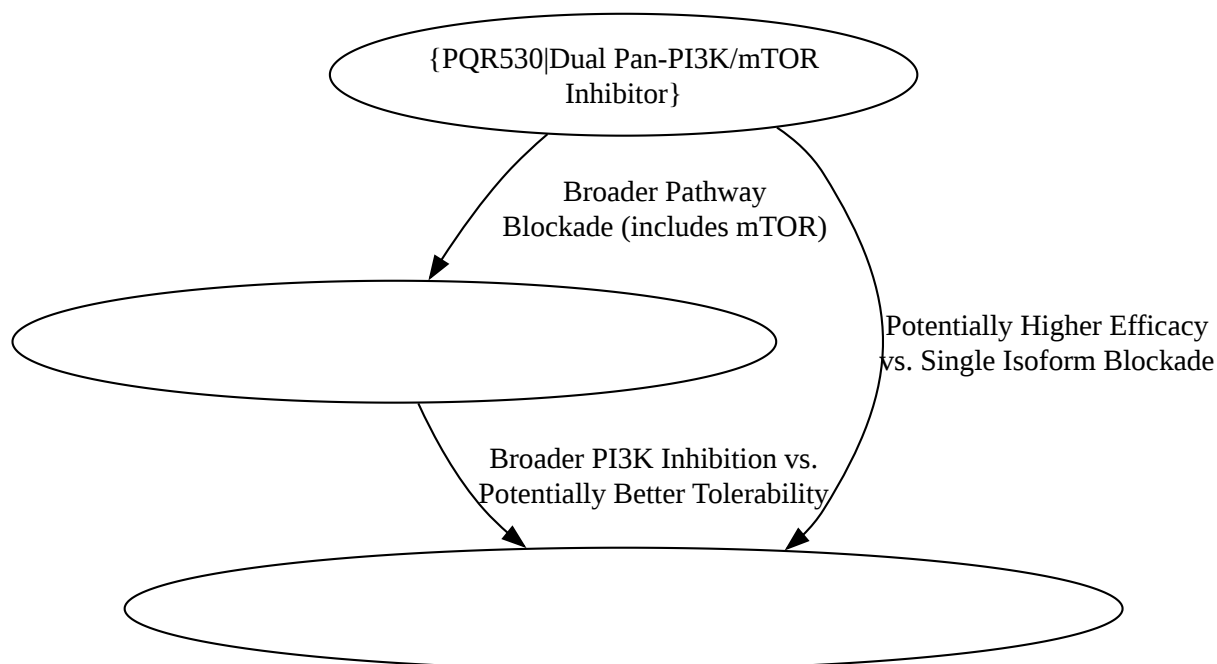 {PQR530|Dual Pan-PI3K/mTOR
Inhibitor}
Broader Pathway
Blockade (includes mTOR)
Potentially Higher Efficacy
vs. Single Isoform Blockade
Broader PI3K Inhibition vs.
Potentially Better Tolerability